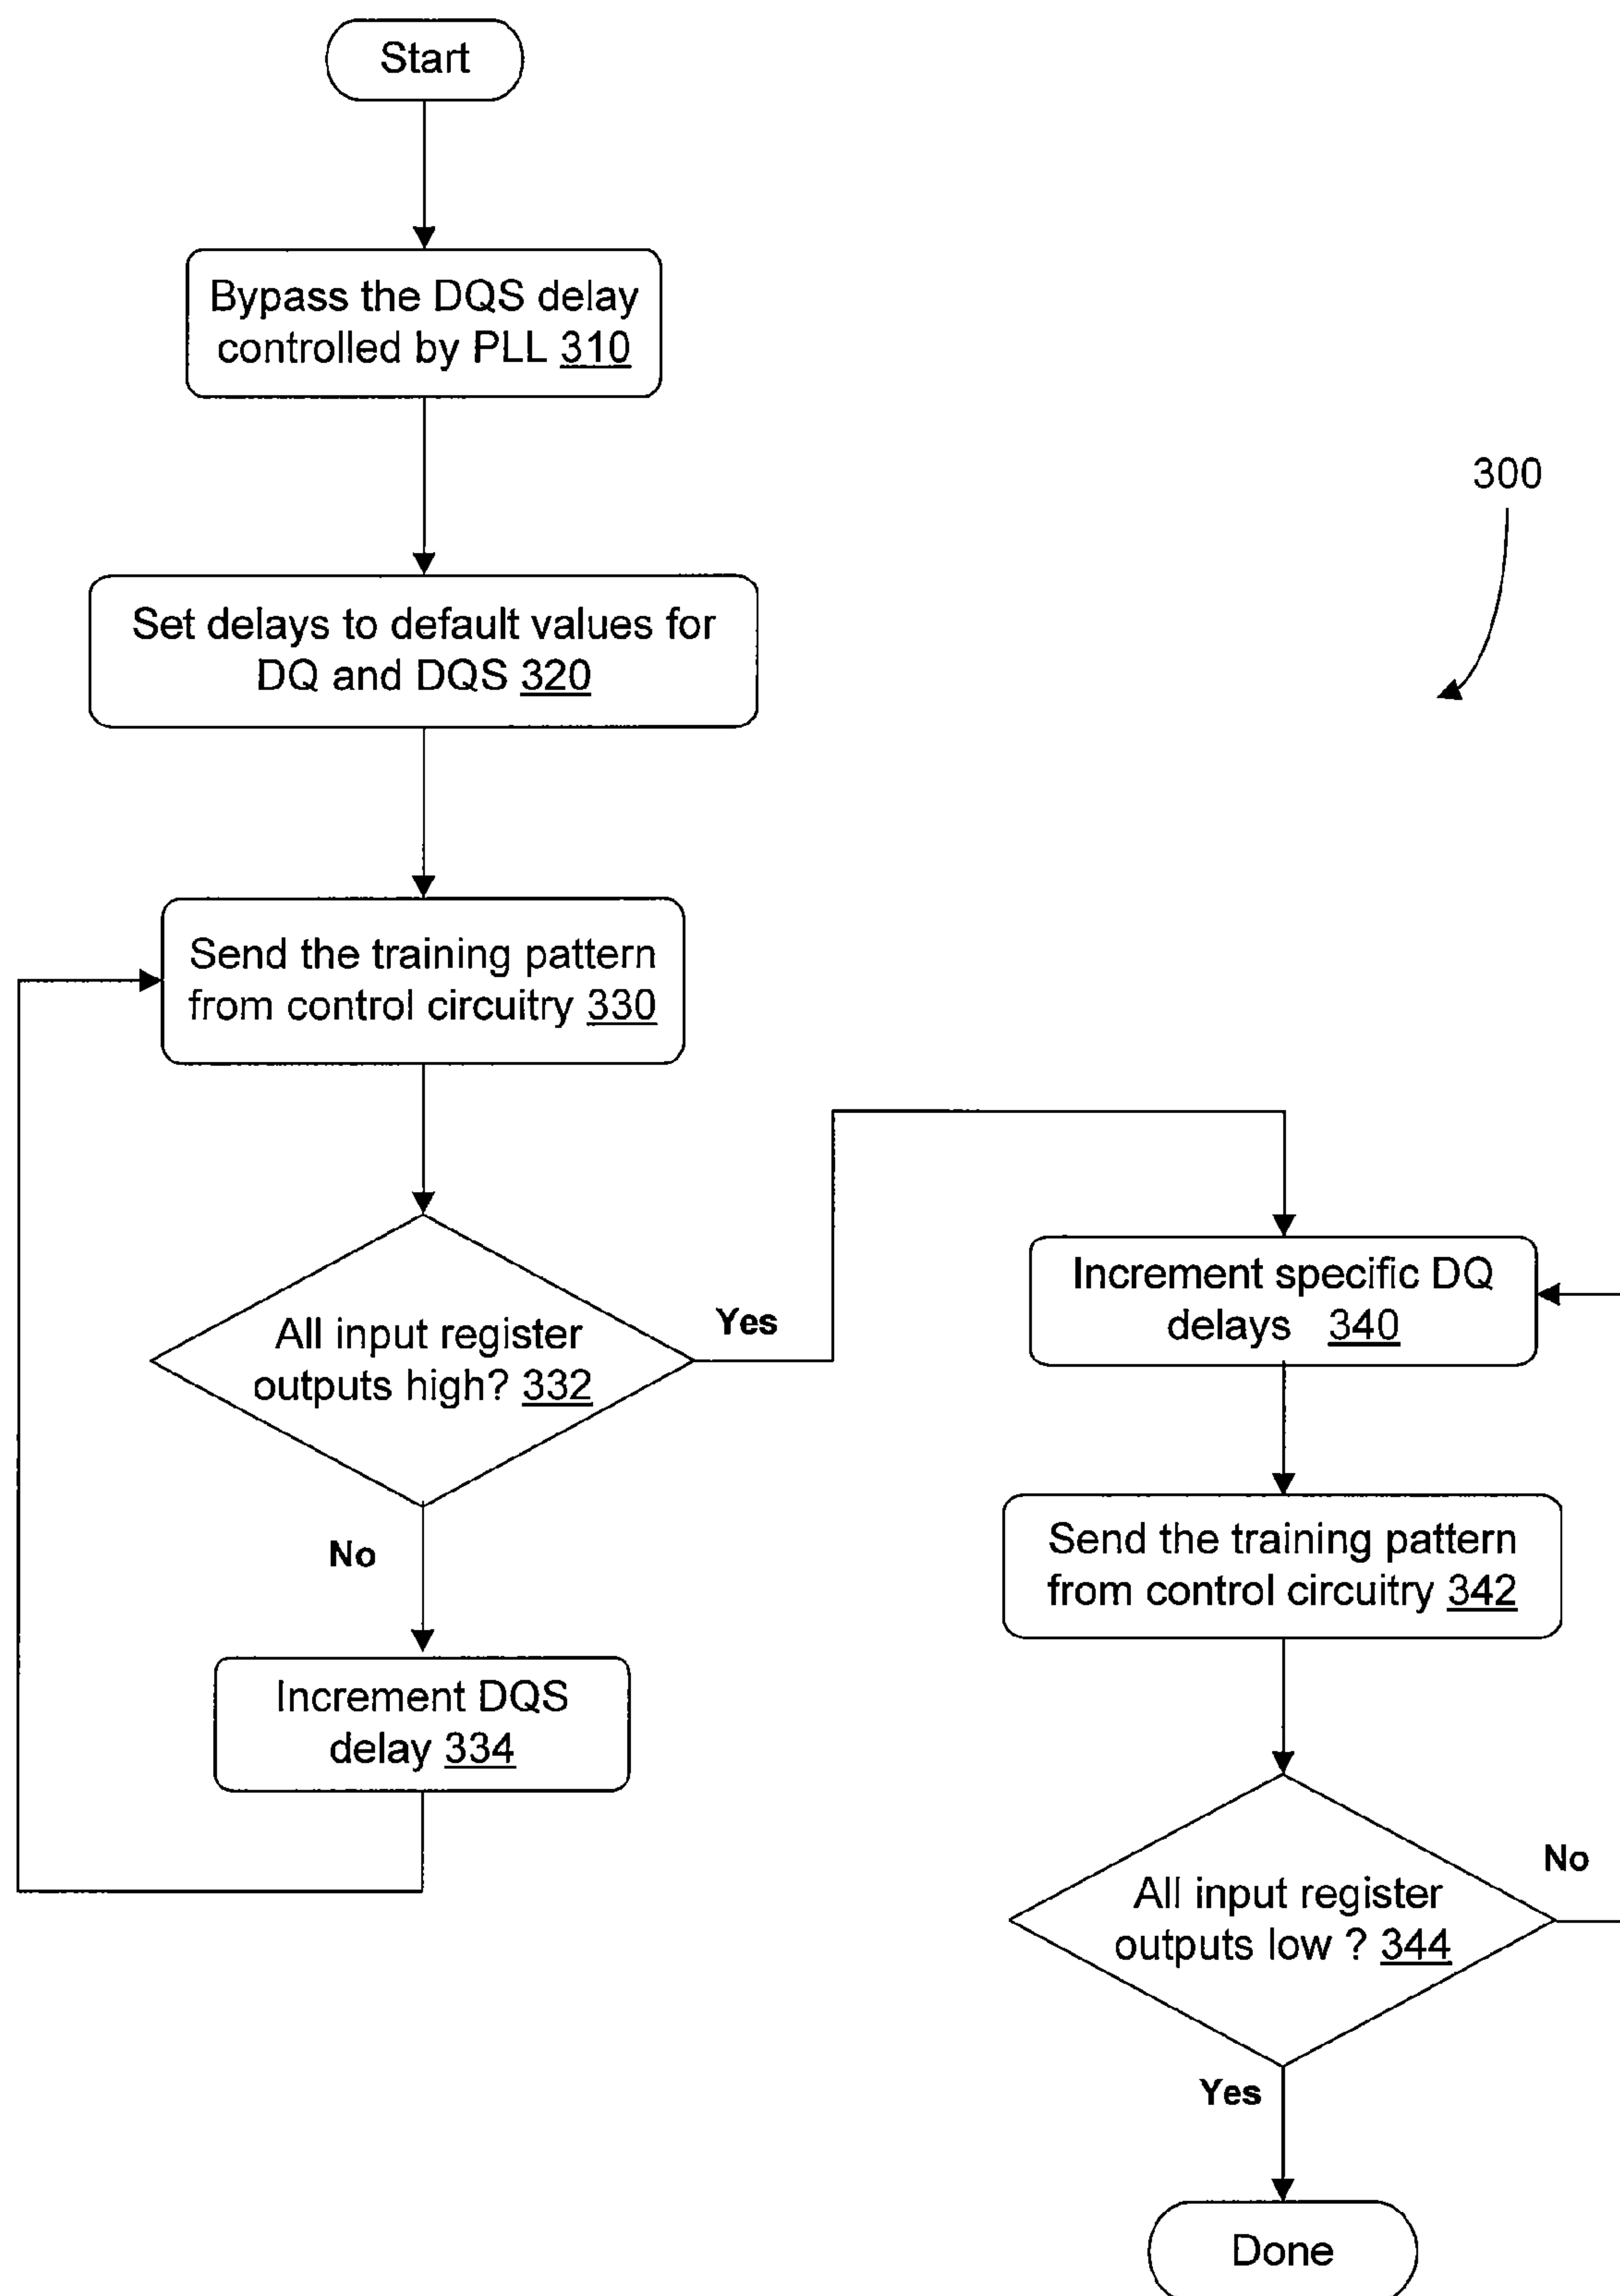 Start
Bypass the DQS delay
controlled by PLL 310
300
Set delays to default values for
DQ and DQS 320
Send the training pattern
from control circuitry 330
All input register
outputs high? 332
Yes
No
Increment DQS
delay 334
Increment specific DQ
delays 340
Send the training pattern
from control circuitry 342
All input register
outputs low ? 344
No
Yes
Done